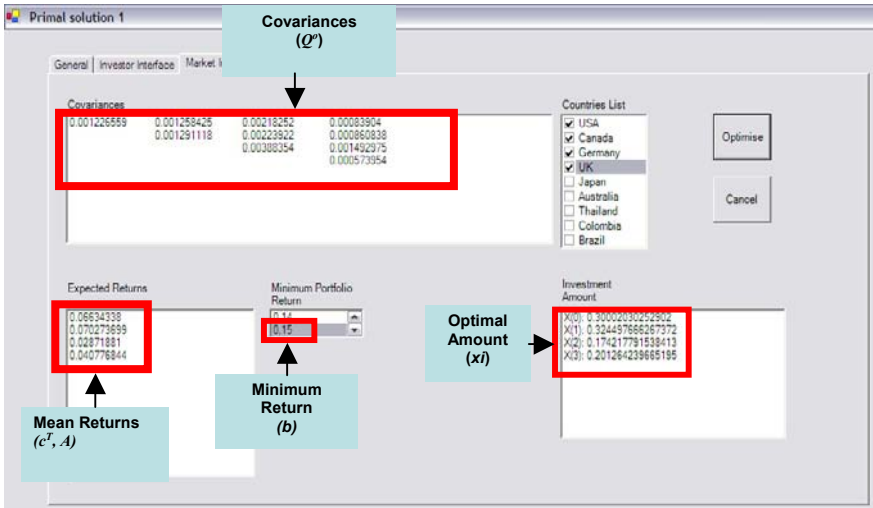 Primal solution 1
Covariances
(Qº)
General Investor Interface Market I
Covariances
0.001226559 0.001258425 0.00218252 0.00083904
0.001291118 0.00223922 0.000860838
0.00388354 0.001492975
0.000573954
Countries List
USA
Canada
Germany
UK
Japan
Australia
Thailand
Colombia
Brazil
Optimise
Cancel
Expected Returns
0.06634338
0.070273699
0.02871881
0.040776844
Minimum Portfolio
Return
0.14
0.15
Investment
Amount
X(0): 0.30002030252902
X(1): 0.324497666267372
X(2): 0.174217791538413
X(3): 0.201264239665195
Optimal
Amount
(xi)
Minimum
Return
(b)
Mean Returns
(cᵀ, A)